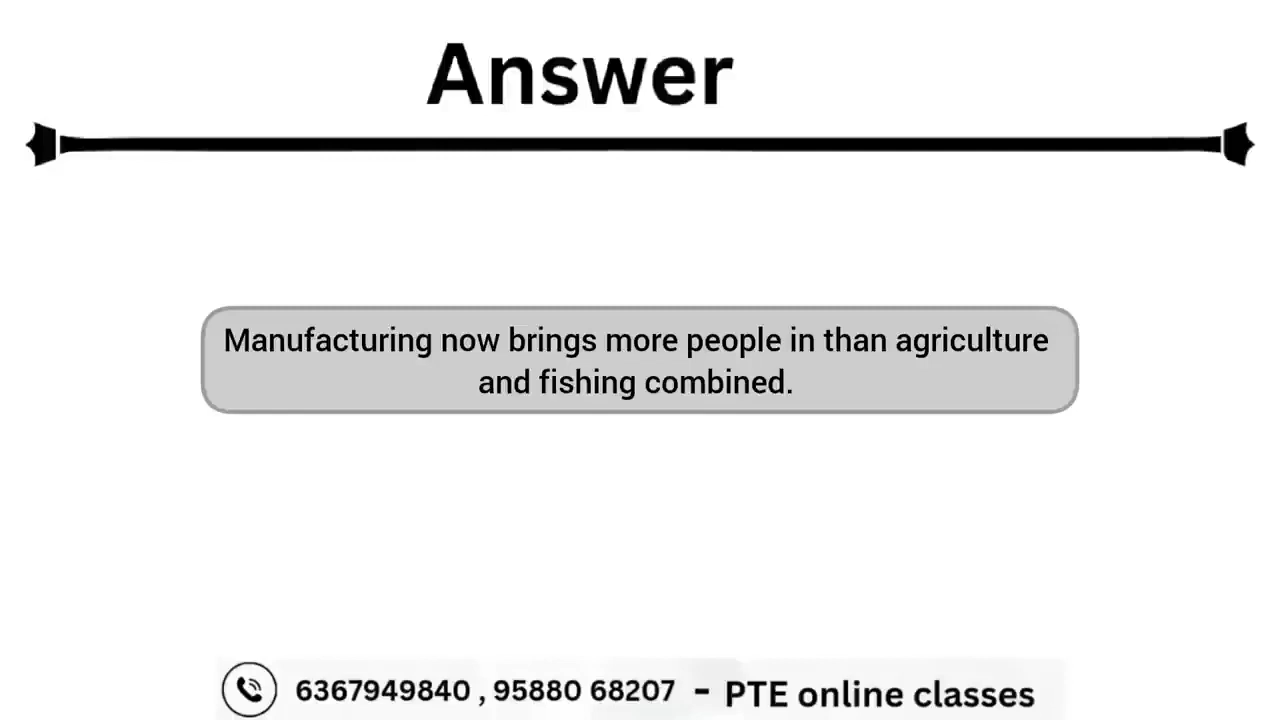 Answer
Manufacturing now brings more people in than agriculture
and fishing combined.
6367949840 , 95880 68207 - PTE online classes